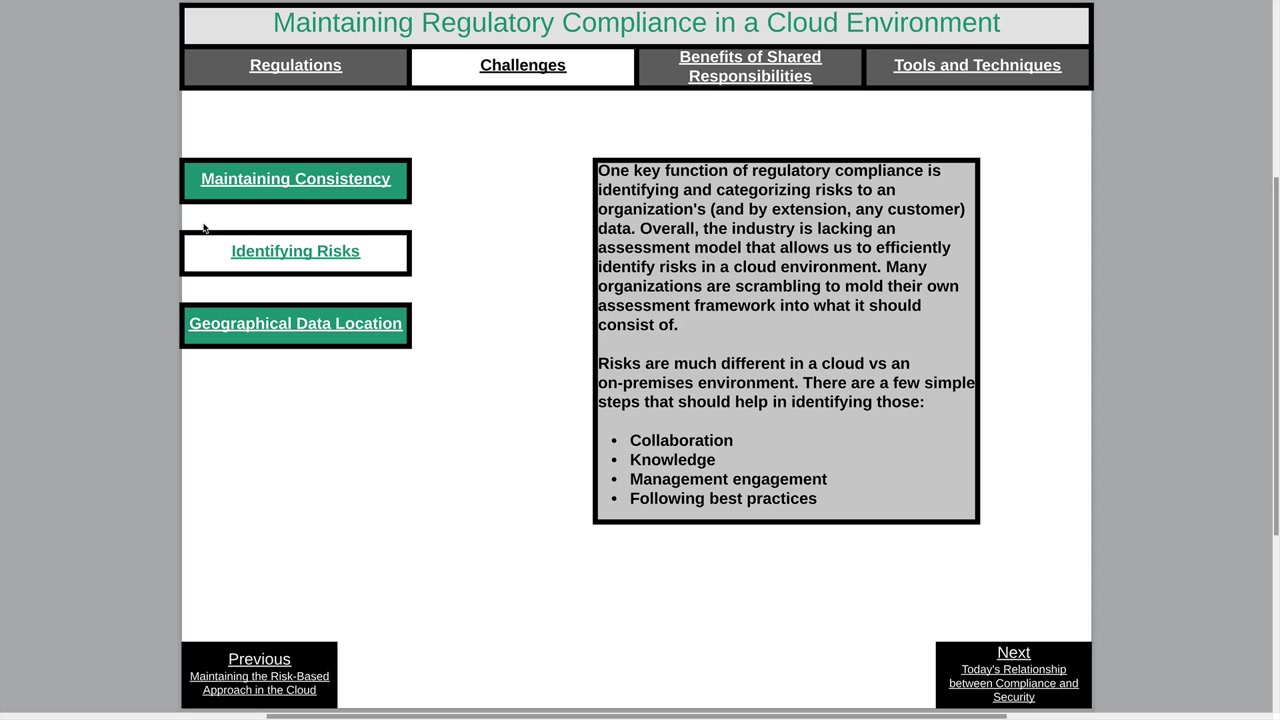 Maintaining Regulatory Compliance in a Cloud Environment
Regulations
Challenges
Benefits of Shared
Responsibilities
Tools and Techniques
Maintaining Consistency
Identifying Risks
Geographical Data Location
One key function of regulatory compliance is
identifying and categorizing risks to an
organization's (and by extension, any customer)
data. Overall, the industry is lacking an
assessment model that allows us to efficiently
identify risks in a cloud environment. Many
organizations are scrambling to mold their own
assessment framework into what it should
consist of.
Risks are much different in a cloud vs an
on-premises environment. There are a few simple
steps that should help in identifying those:
• Collaboration
• Knowledge
• Management engagement
• Following best practices
Previous
Maintaining the Risk-Based
Approach in the Cloud
Next
Today's Relationship
between Compliance and
Security